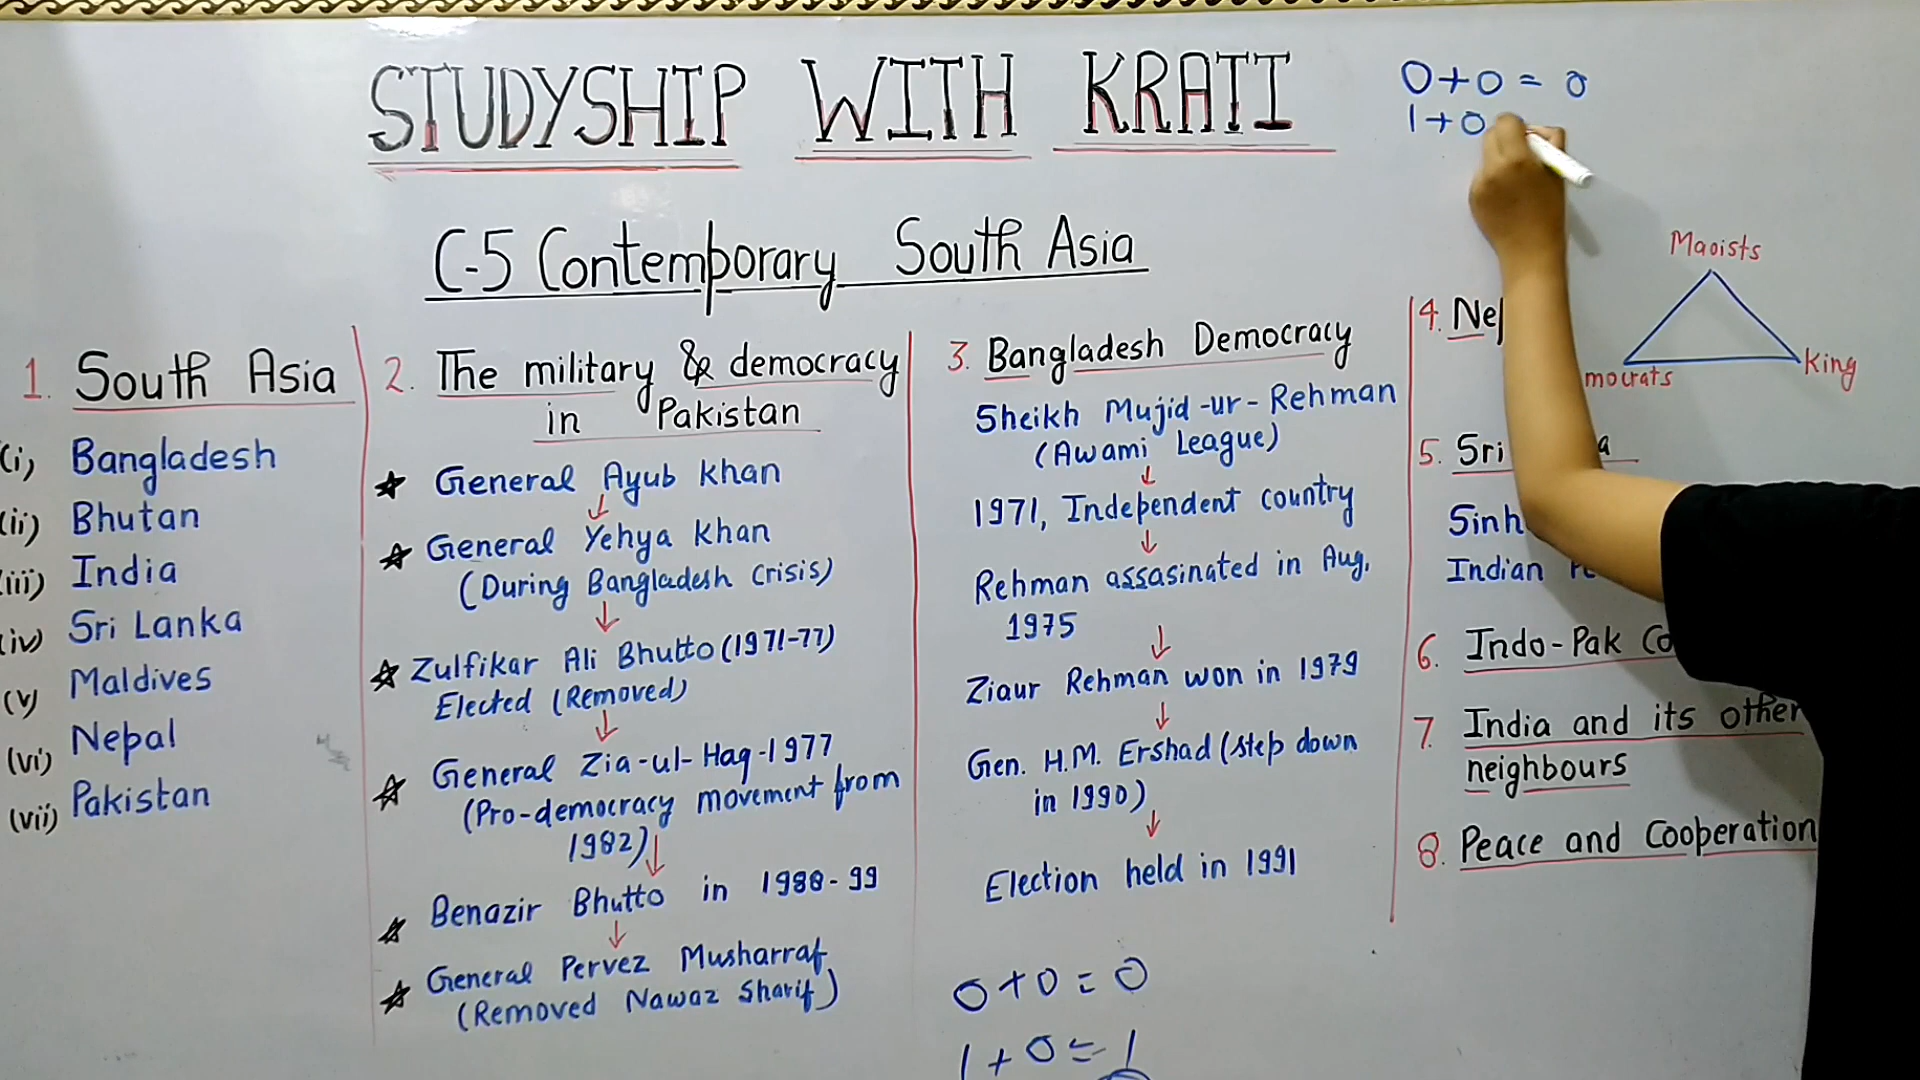 STUDYSHIP WITH KRATI
0+0 = 0
1+0
C-5 Contemporary South Asia
1. South Asia
(i) Bangladesh
(ii) Bhutan
(iii) India
(iv) Sri Lanka
(v) Maldives
(vi) Nepal
(vii) Pakistan
2. The military & democracy
in Pakistan
General Ayub Khan
General Yehya Khan
(During Bangladesh Crisis)
Zulfikar Ali Bhutto (1971-77)
Elected (Removed)
General Zia-ul-Haq-1977
(Pro-democracy movement from
1982)
Benazir Bhutto in 1988-99
General Pervez Musharraf
(Removed Nawaz Sharif)
3. Bangladesh Democracy
Sheikh Mujid-ur-Rehman
(Awami League)
1971, Independent country
Rehman assasinated in Aug,
1975
Ziaur Rehman won in 1979
Gen. H.M. Ershad (step down
in 1990)
Election held in 1991
0+0=0
1+0=1
4.
Maoists
mocrats
King
5. Sri
Indian
6. Indo-Pak
7. India and its other
neighbours
8. Peace and Cooperation